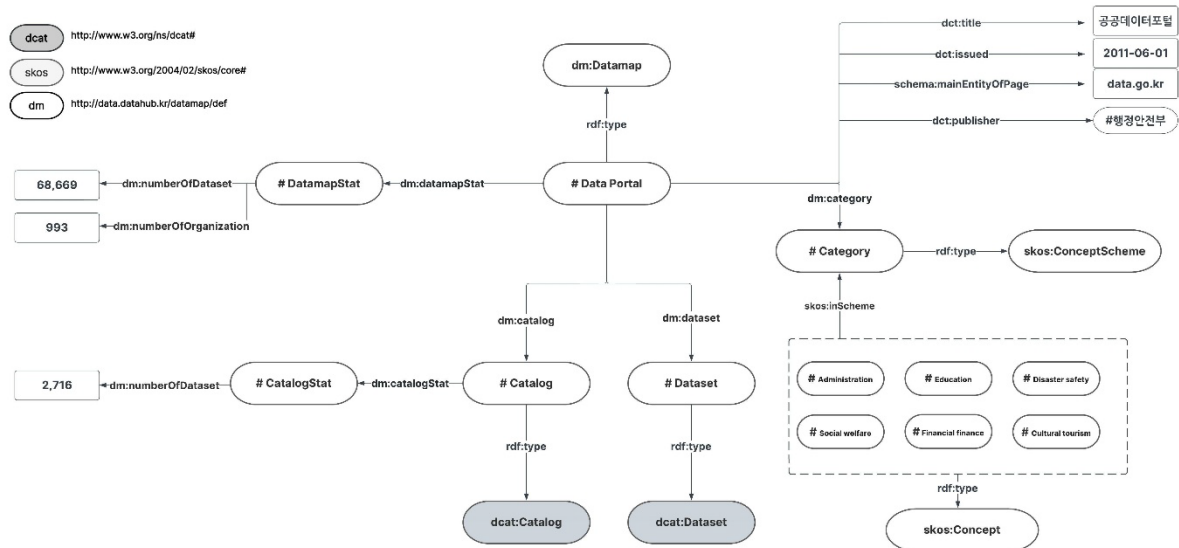 dcat http://www.w3.org/ns/dcat#
skos http://www.w3.org/2004/02/skos/core#
dm http://data.datahub.kr/datamap/def
dm:Datamap
rdf:type
dct:title 공공데이터포털
dct:issued 2011-06-01
schema:mainEntityOfPage data.go.kr
dct:publisher #행정안전부
68,669 dm:numberOfDataset # DatamapStat dm:datamapStat # Data Portal
993 dm:numberOfOrganization
dm:category
# Category rdf:type skos:ConceptScheme
skos:inScheme
dm:catalog dm:dataset
2,716 dm:numberOfDataset # CatalogStat dm:catalogStat # Catalog # Dataset
# Administration # Education # Disaster safety
# Social welfare # Financial finance # Cultural tourism
rdf:type rdf:type
rdf:type
dcat:Catalog dcat:Dataset
skos:Concept